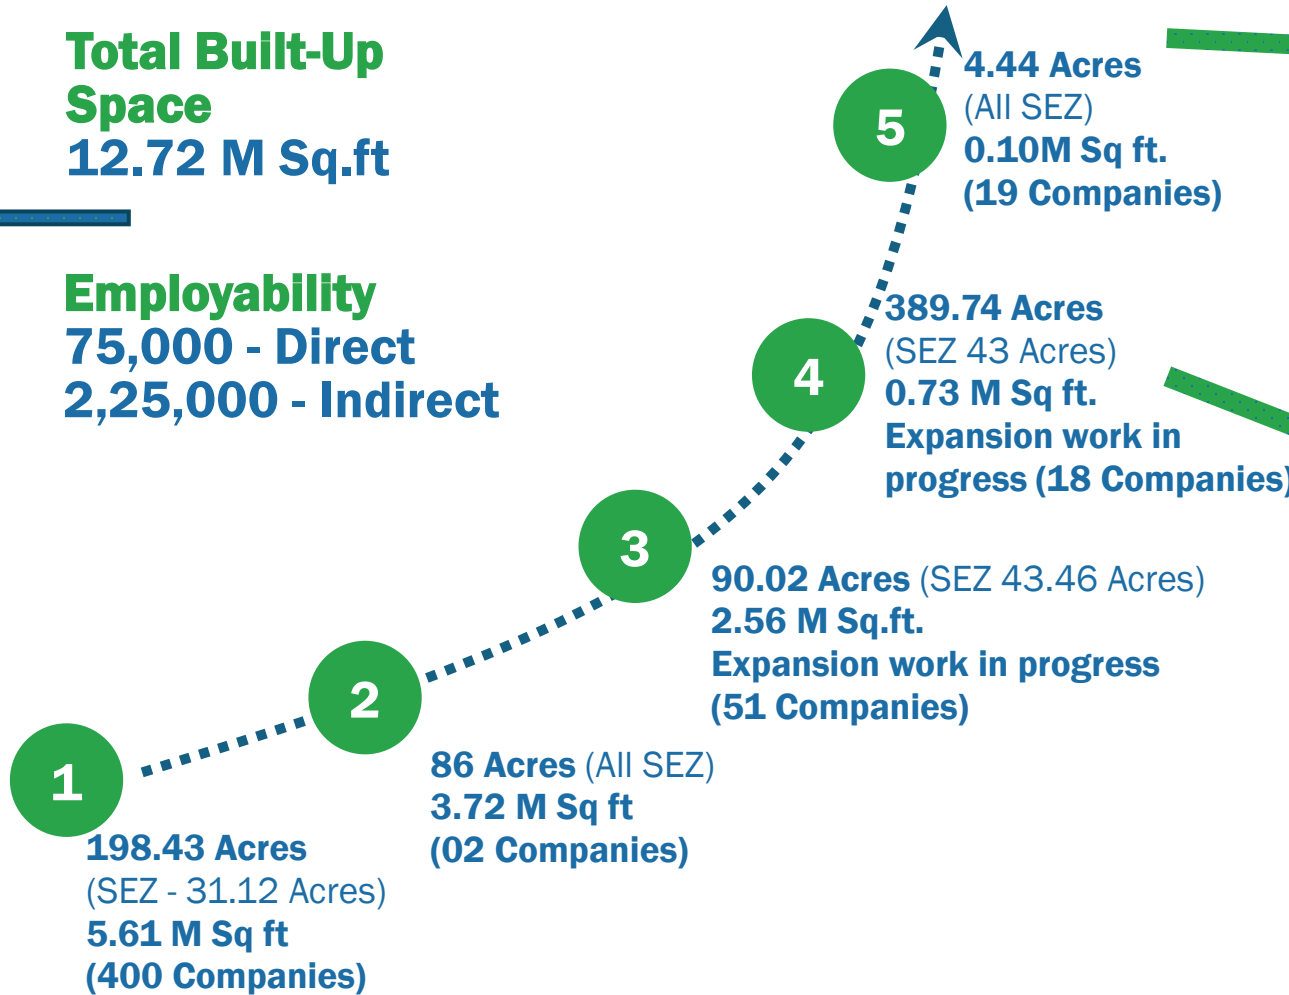 Total Built-Up
Space
12.72 M Sq.ft
Employability
75,000 - Direct
2,25,000 - Indirect
5
4.44 Acres
(All SEZ)
0.10M Sq ft.
(19 Companies)
4
389.74 Acres
(SEZ 43 Acres)
0.73 M Sq ft.
Expansion work in
progress (18 Companies)
3
90.02 Acres (SEZ 43.46 Acres)
2.56 M Sq.ft.
Expansion work in progress
(51 Companies)
2
86 Acres (All SEZ)
3.72 M Sq ft
(02 Companies)
1
198.43 Acres
(SEZ - 31.12 Acres)
5.61 M Sq ft
(400 Companies)